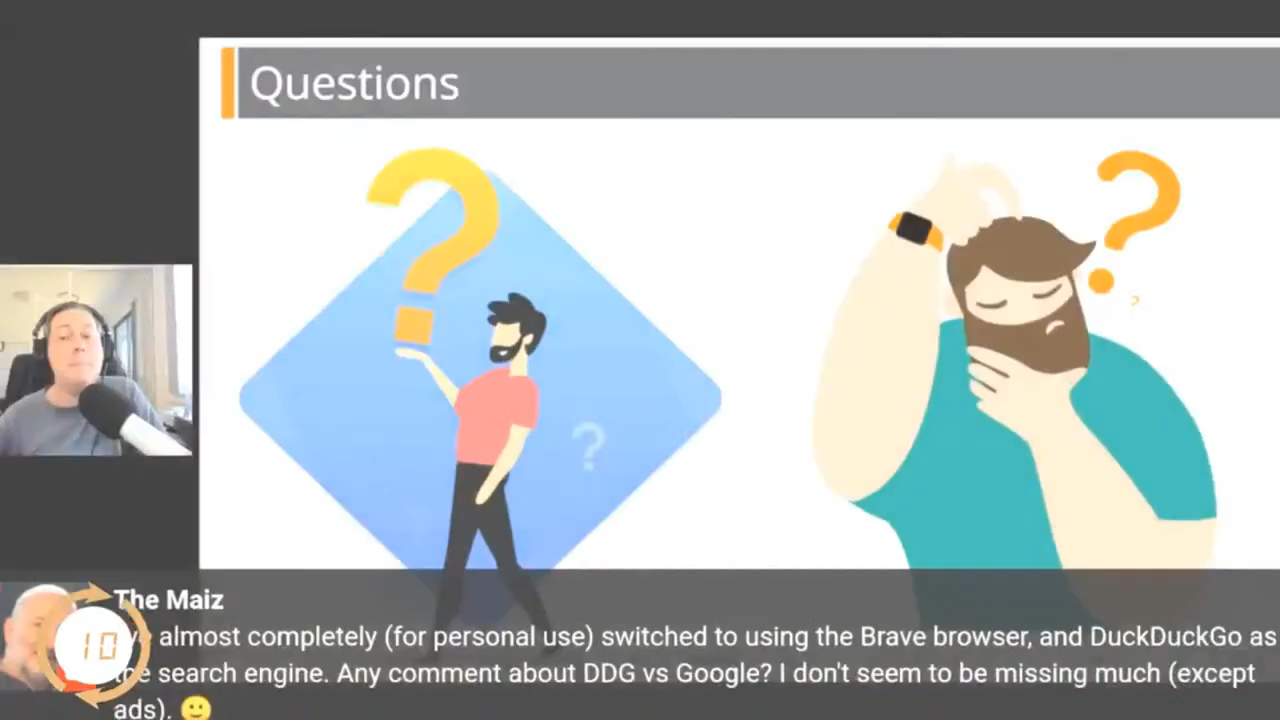 Questions
?
?
?
?
The Maiz
almost completely (for personal use) switched to using the Brave browser, and DuckDuckGo as
10
search engine. Any comment about DDG vs Google? I don't seem to be missing much (except
ads). 🙂